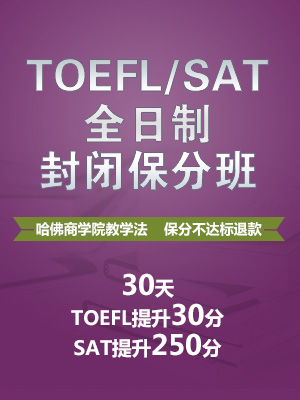 TOEFL/SAT
全日制
封闭保分班
哈佛商学院教学法 保分不达标退款
30天
TOEFL提升30分
SAT提升250分